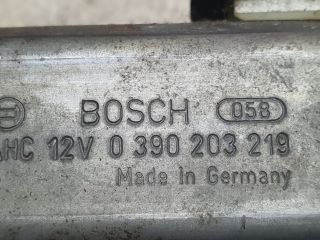 BOSCH 058
AHC 12V 0 390 203 219
Made in Germany